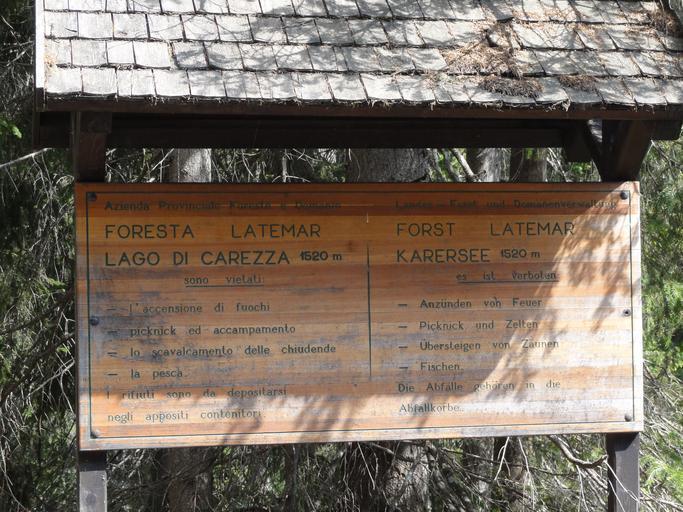 Azienda Provinciale Foreste e Demanio
FORESTA LATEMAR
LAGO DI CAREZZA 1520 m
sono vietati:
- l'accensione di fuochi
- picknick ed accampamento
- lo scavalcamento delle chiudende
- la pesca.
I rifiuti sono da depositarsi
negli appositi contenitori.
Landes - Forst und Domänenverwaltung
FORST LATEMAR
KARERSEE 1520 m
es ist verboten:
- Anzünden von Feuer
- Picknick und Zelten
- Übersteigen von Zäunen
- Fischen.
Die Abfälle gehören in die
Abfallkörbe.